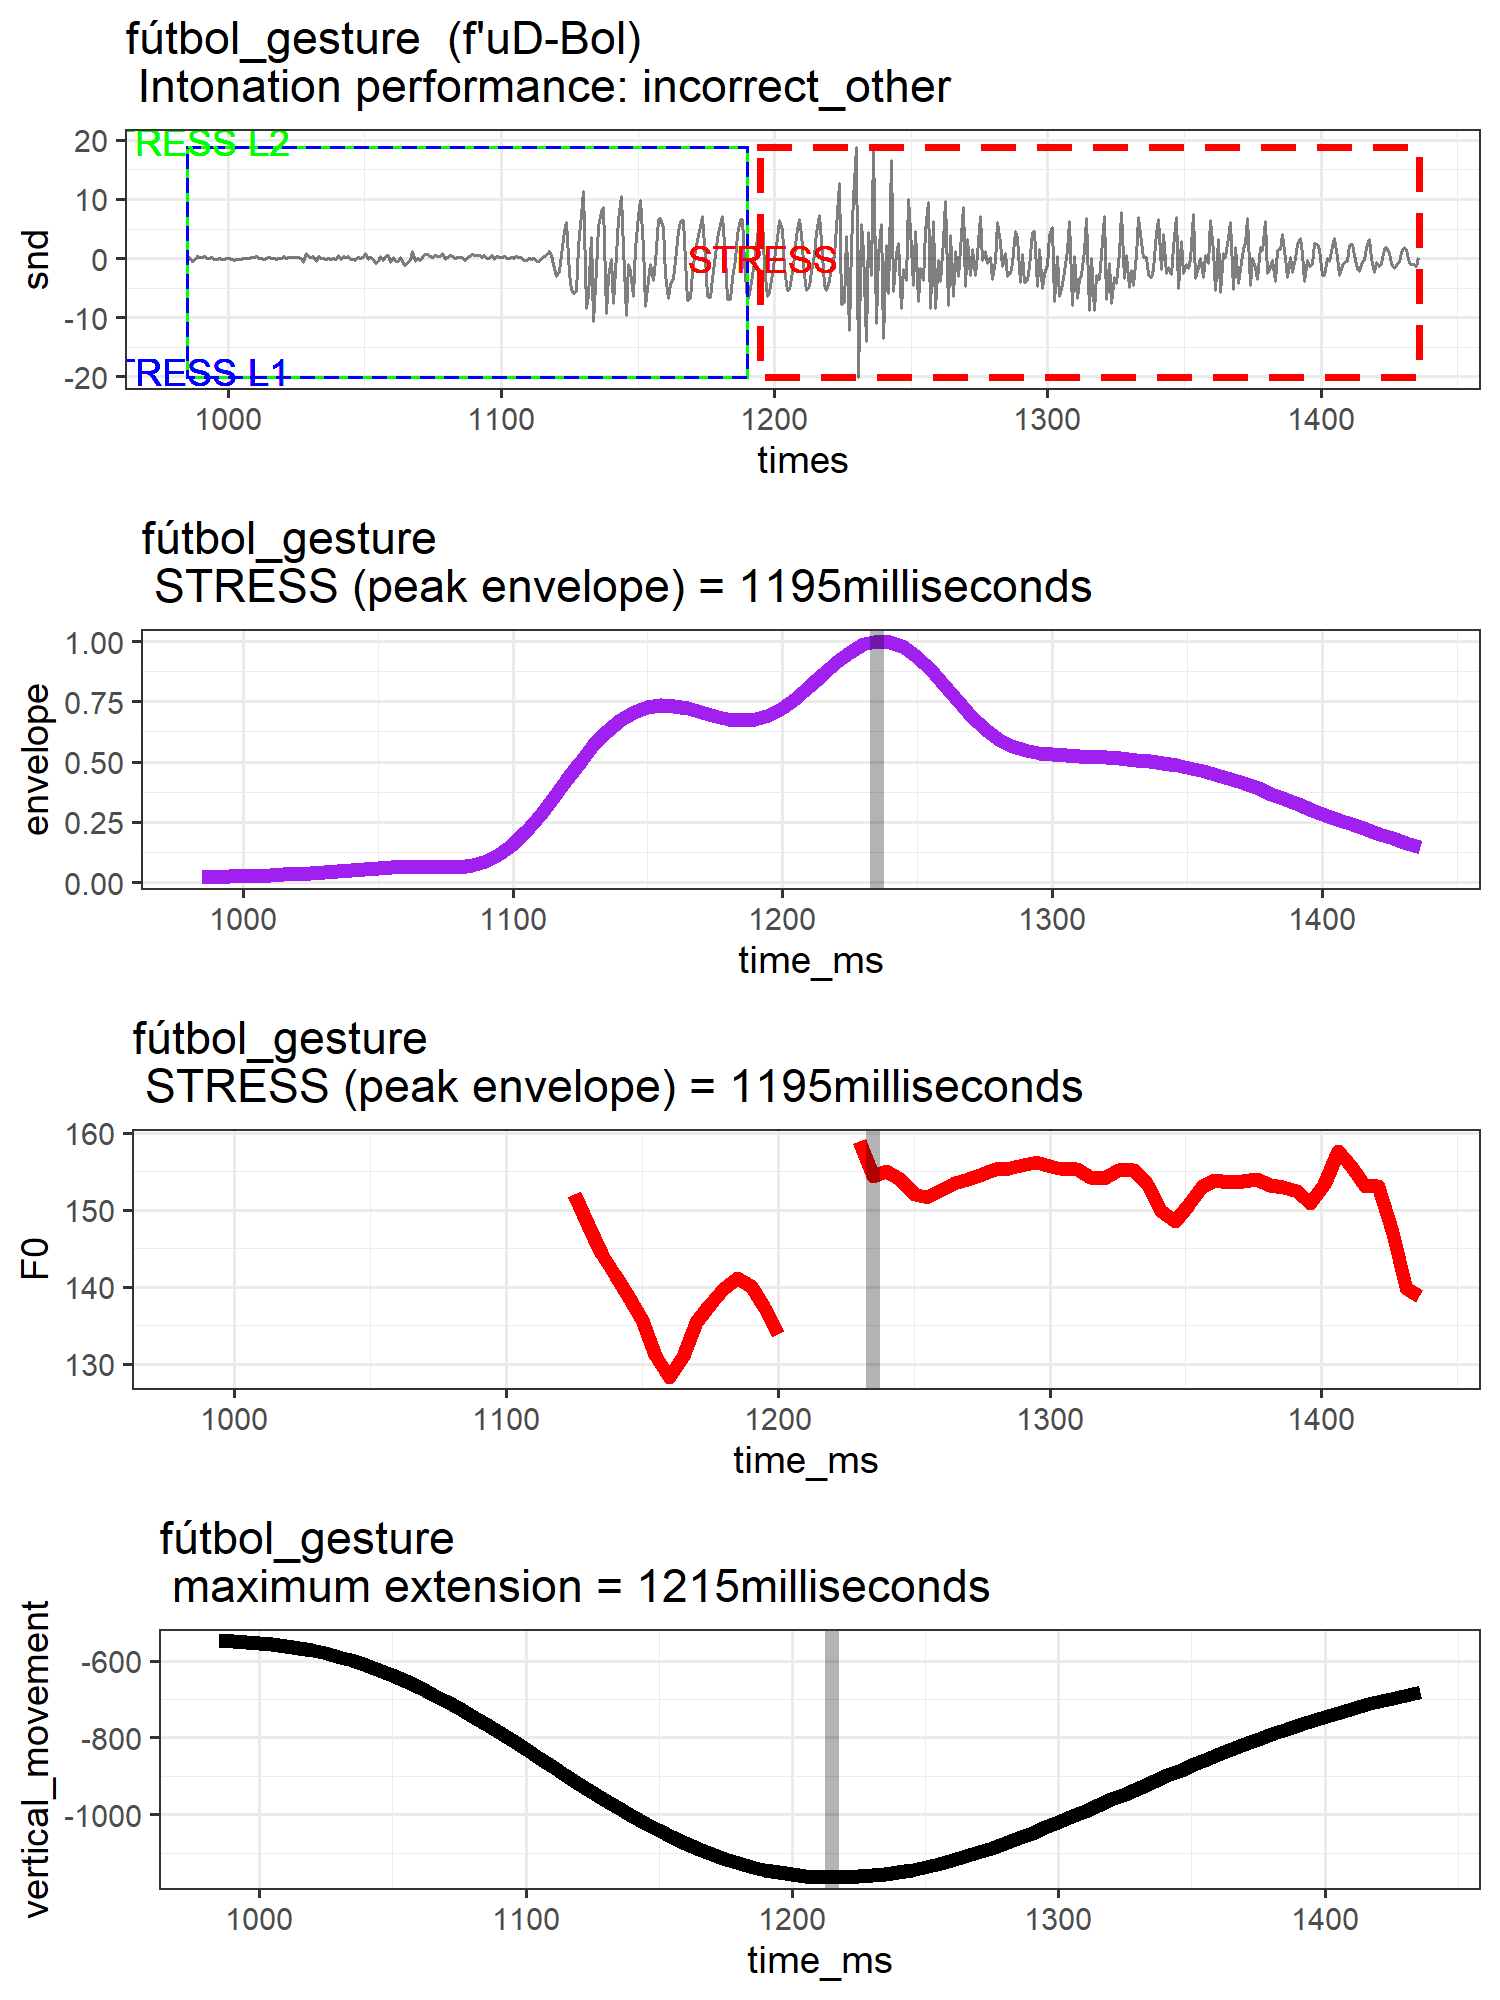 fútbol_gesture  (f'uD-Bol)
Intonation performance: incorrect_other
20
10
0
-10
-20
snd
RESS L2
STRESS
RESS L1
1000 1100 1200 1300 1400
times
fútbol_gesture
STRESS (peak envelope) = 1195milliseconds
1.00
0.75
0.50
0.25
0.00
envelope
1000 1100 1200 1300 1400
time_ms
fútbol_gesture
STRESS (peak envelope) = 1195milliseconds
160
150
140
130
F0
1000 1100 1200 1300 1400
time_ms
fútbol_gesture
maximum extension = 1215milliseconds
-600
-800
-1000
vertical_movement
1000 1100 1200 1300 1400
time_ms